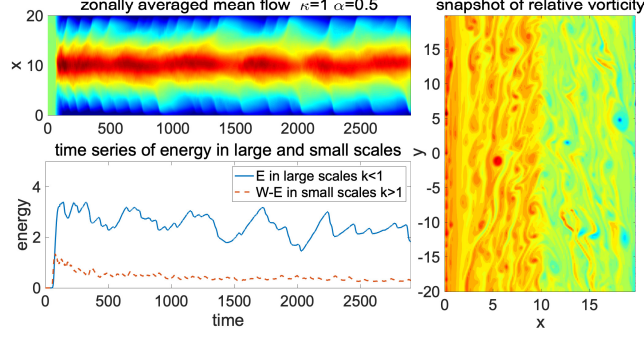 zonally averaged mean flow κ=1 α=0.5
20
x
10
0
0 500 1000 1500 2000 2500
time series of energy in large and small scales
E in large scales k<1
W-E in small scales k>1
4
2
0
energy
0 500 1000 1500 2000 2500
time
snapshot of relative vorticity
15
10
5
0
y
-5
-10
-15
-20
0 5 10 15
x